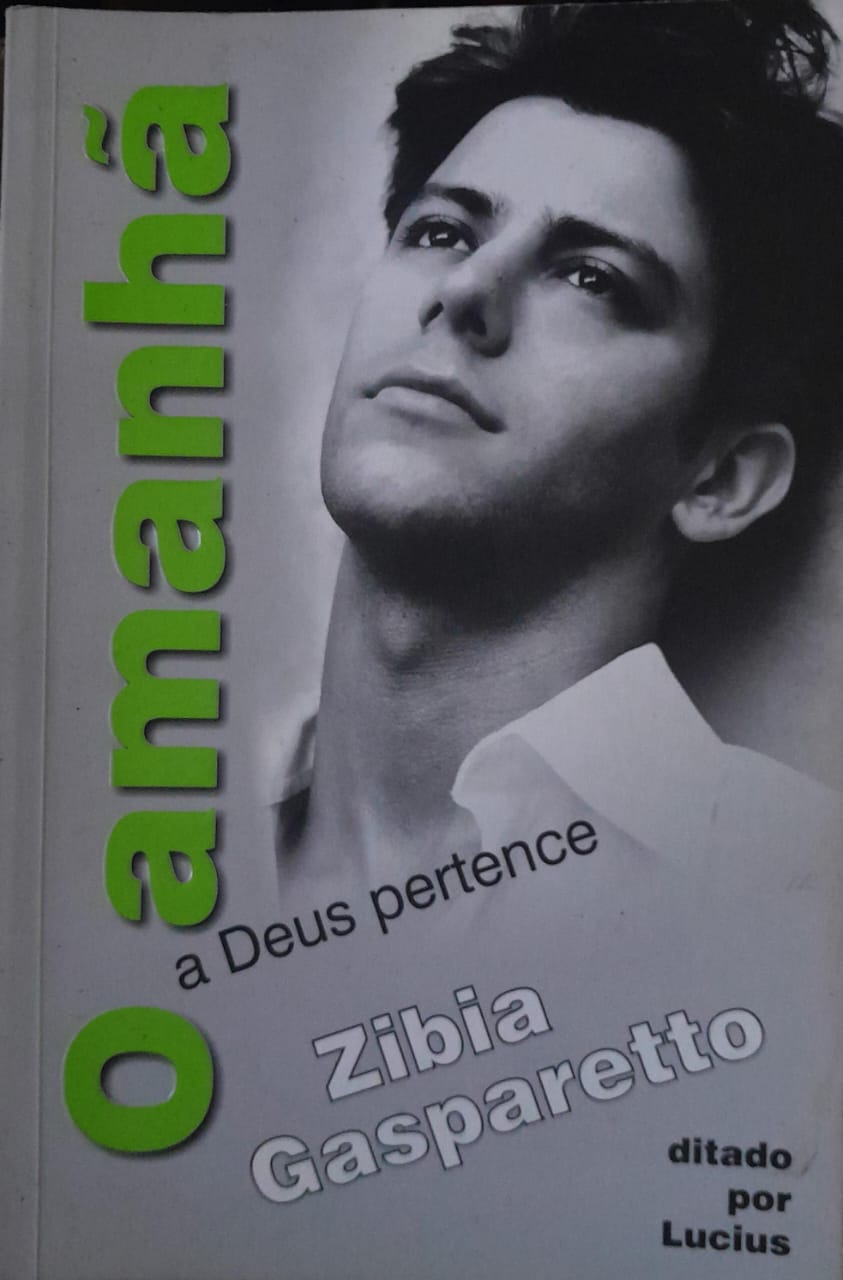 O amanhã
a Deus pertence
Zibia
Gasparetto
ditado
por
Lucius